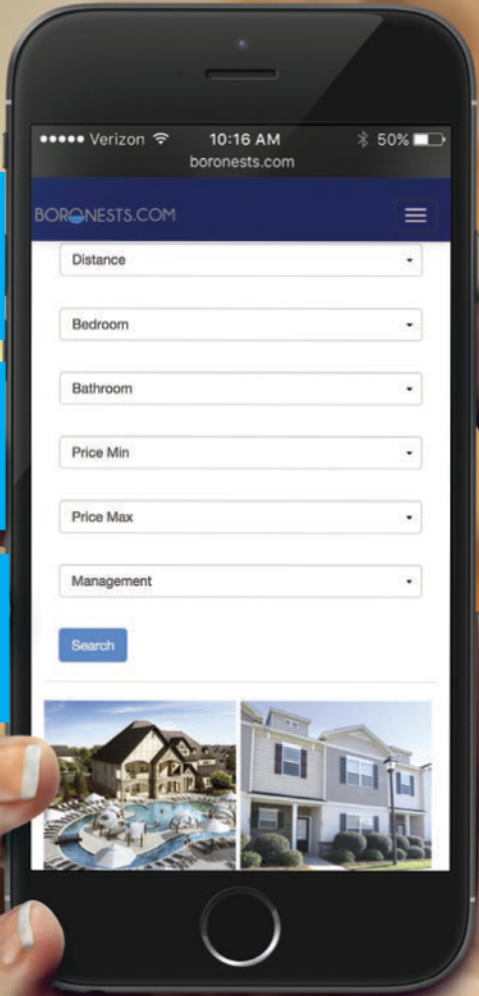 Verizon 10:16 AM 50%
boronests.com
BORONESTS.COM
Distance
Bedroom
Bathroom
Price Min
Price Max
Management
Search